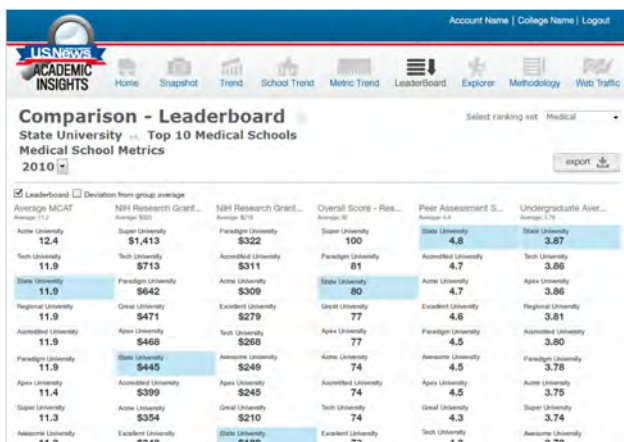 Account Name | College Name | Logout
U.S.News
ACADEMIC
INSIGHTS
Home Snapshot Trend School Trend Metric Trend LeaderBoard Explorer Methodology Web Traffic
Comparison - Leaderboard
Select ranking set Medical
State University vs. Top 10 Medical Schools
Medical School Metrics
2010
export
Leaderboard Deviation from group average
Average MCAT NIH Research Grant... NIH Research Grant... Overall Score - Res... Peer Assessment S... Undergraduate Aver...
Average: 11.2 Average: Average: Average: Average: 4.4 Average:
Acme University Super University Paradigm University Super University State University State University
12.4 $1,413 $322 100 4.8 3.87
Tech University Tech University Accredited University Paradigm University Accredited University Tech University
11.9 $713 $311 81 4.7 3.86
State University Paradigm University Acme University State University Acme University Apex University
11.9 $642 $309 80 4.7 3.86
Regional University Great University Excellent University Great University Excellent University Regional University
11.9 $471 $279 77 4.6 3.81
Accredited University Apex University Tech University Apex University Paradigm University Accredited University
11.9 $468 $268 77 4.5 3.80
Paradigm University State University Awesome University Acme University Awesome University Paradigm University
11.9 $445 $249 74 4.5 3.78
Apex University Accredited University Apex University Accredited University Apex University Acme University
11.4 $399 $245 74 4.5 3.75
Super University Acme University Great University Tech University Great University Super University
11.3 $354 $210 74 4.3 3.74
Awesome University Excellent University State University Excellent University Tech University Awesome University